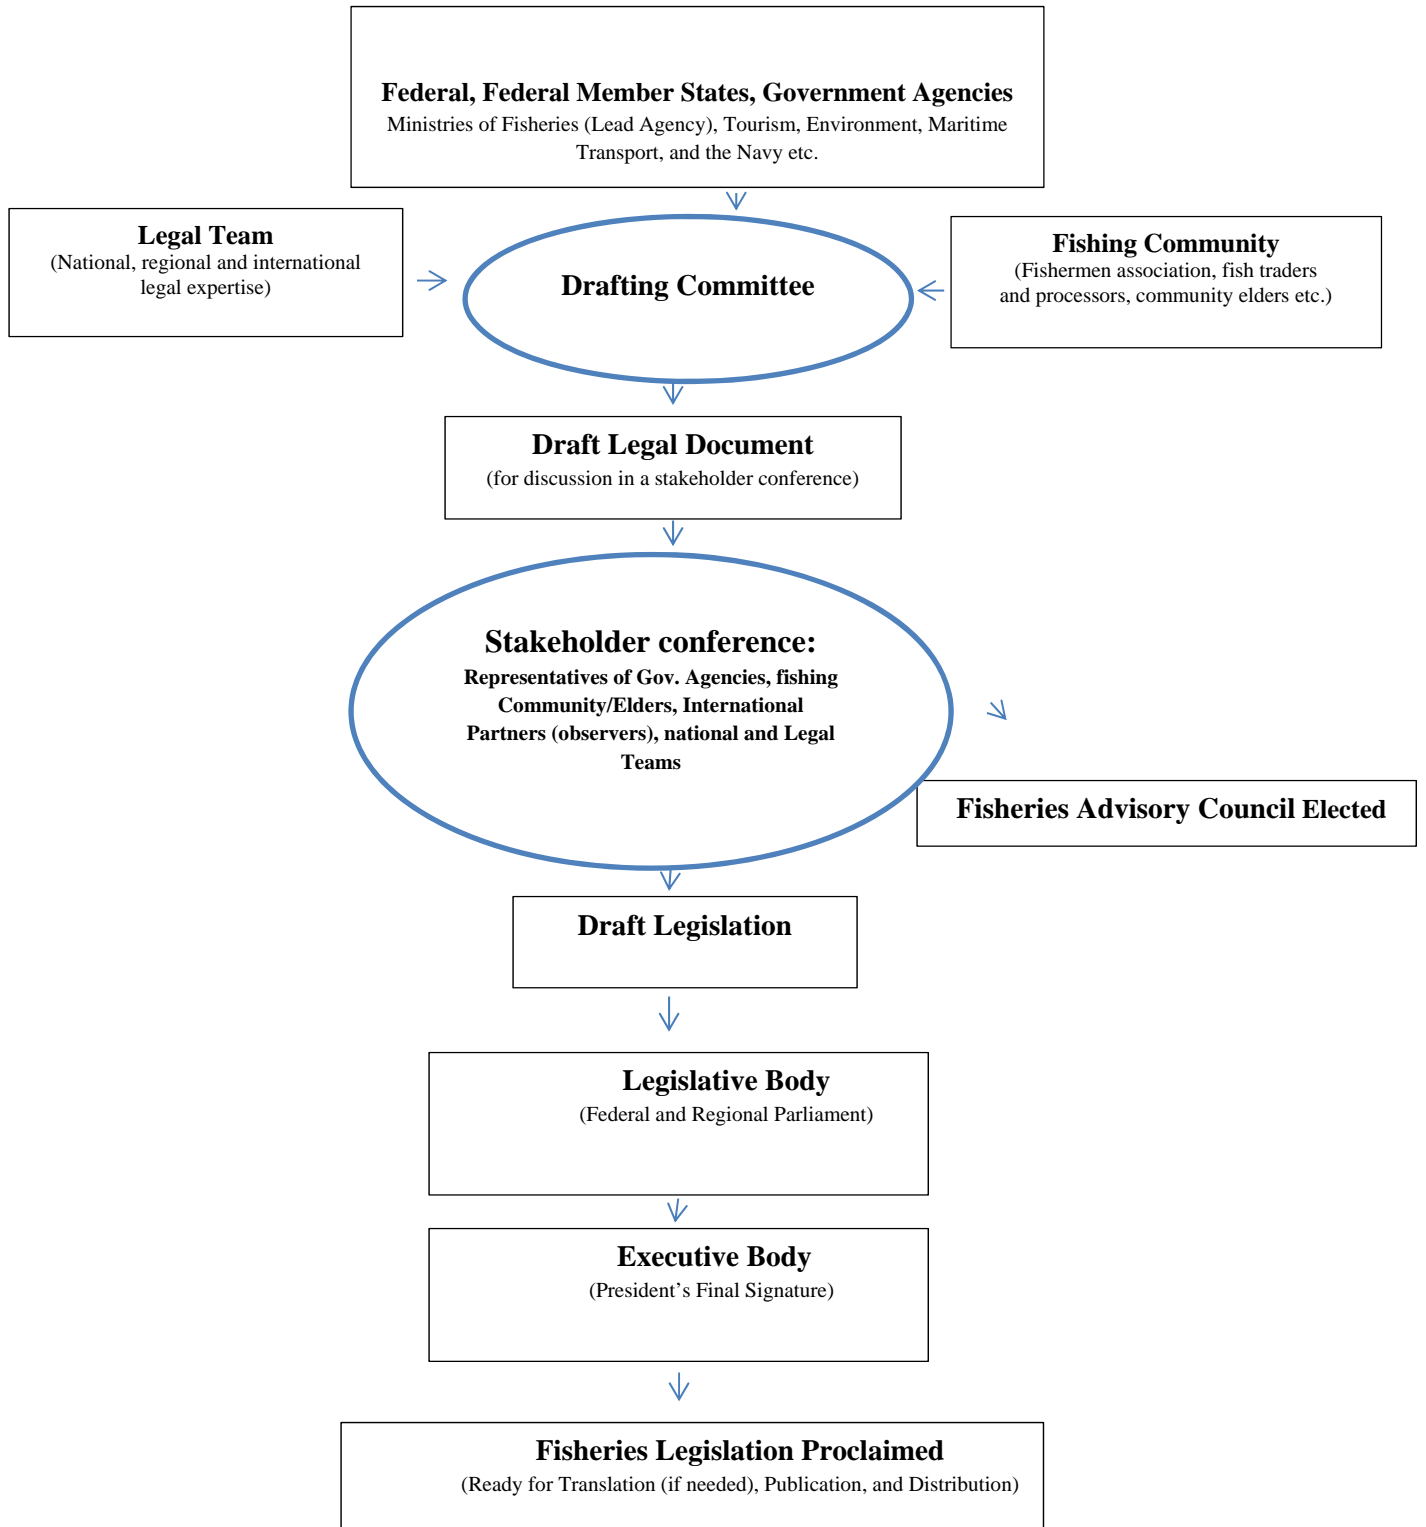 Federal, Federal Member States, Government Agencies
Ministries of Fisheries (Lead Agency), Tourism, Environment, Maritime
Transport, and the Navy etc.
Legal Team
(National, regional and international
legal expertise)
Drafting Committee
Fishing Community
(Fishermen association, fish traders
and processors, community elders etc.)
Draft Legal Document
(for discussion in a stakeholder conference)
Stakeholder conference:
Representatives of Gov. Agencies, fishing
Community/Elders, International
Partners (observers), national and Legal
Teams
Fisheries Advisory Council Elected
Draft Legislation
Legislative Body
(Federal and Regional Parliament)
Executive Body
(President’s Final Signature)
Fisheries Legislation Proclaimed
(Ready for Translation (if needed), Publication, and Distribution)